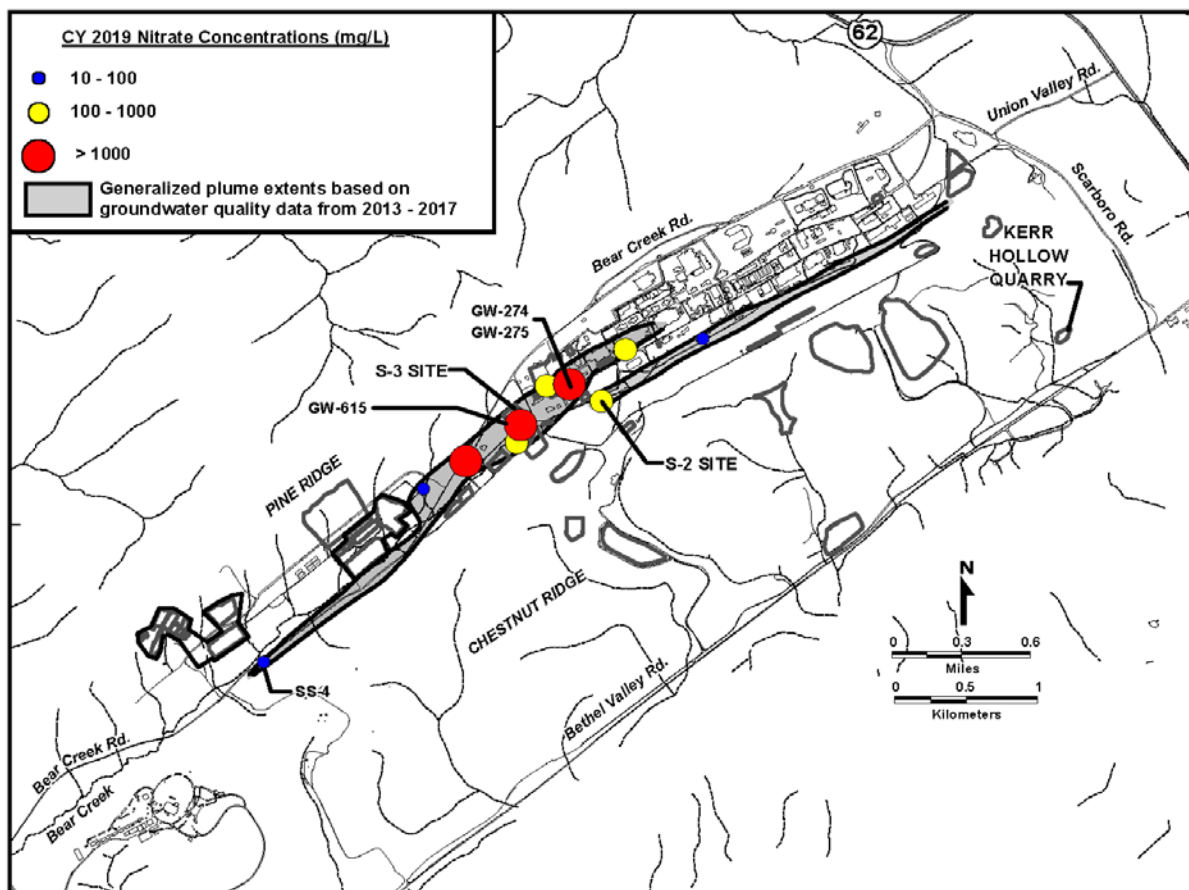 CY 2019 Nitrate Concentrations (mg/L)
10 - 100
100 - 1000
> 1000
Generalized plume extents based on
groundwater quality data from 2013 - 2017
62
Union Valley Rd.
Scarboro Rd.
Bear Creek Rd.
KERR
HOLLOW
QUARRY
GW-274
GW-275
S-3 SITE
GW-615
S-2 SITE
PINE RIDGE
CHESTNUT RIDGE
SS-4
Bethel Valley Rd.
Bear Creek Rd.
Bear Creek
N
0 0.3 0.6
Miles
0 0.5 1
Kilometers